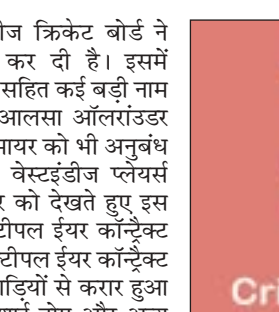 ज क्रिकेट बोर्ड ने
कर दी है। इसमें
सहित कई बड़ी नाम
आलसा ऑलराउंडर
मायर को भी अनुबंध
वेस्टइंडीज प्लेयर्स
र को देखते हुए इस
टीपल ईयर कॉन्ट्रैक्ट
टीपल ईयर कॉन्ट्रैक्ट
ाड़ियों से करार हुआ
Cri